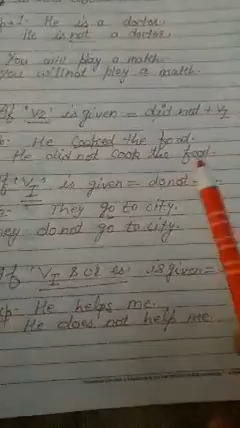 He is a doctor.
He is not a doctor.
You will play a match.
You will not play a match.
If 'V2' is given = did not + V1
He Cooked the food.
He did not cook the food.
If 'V1' is given = donot
They go to city.
They do not go to city.
If 'V1 s or es' is given =
He helps me.
He does not help me.